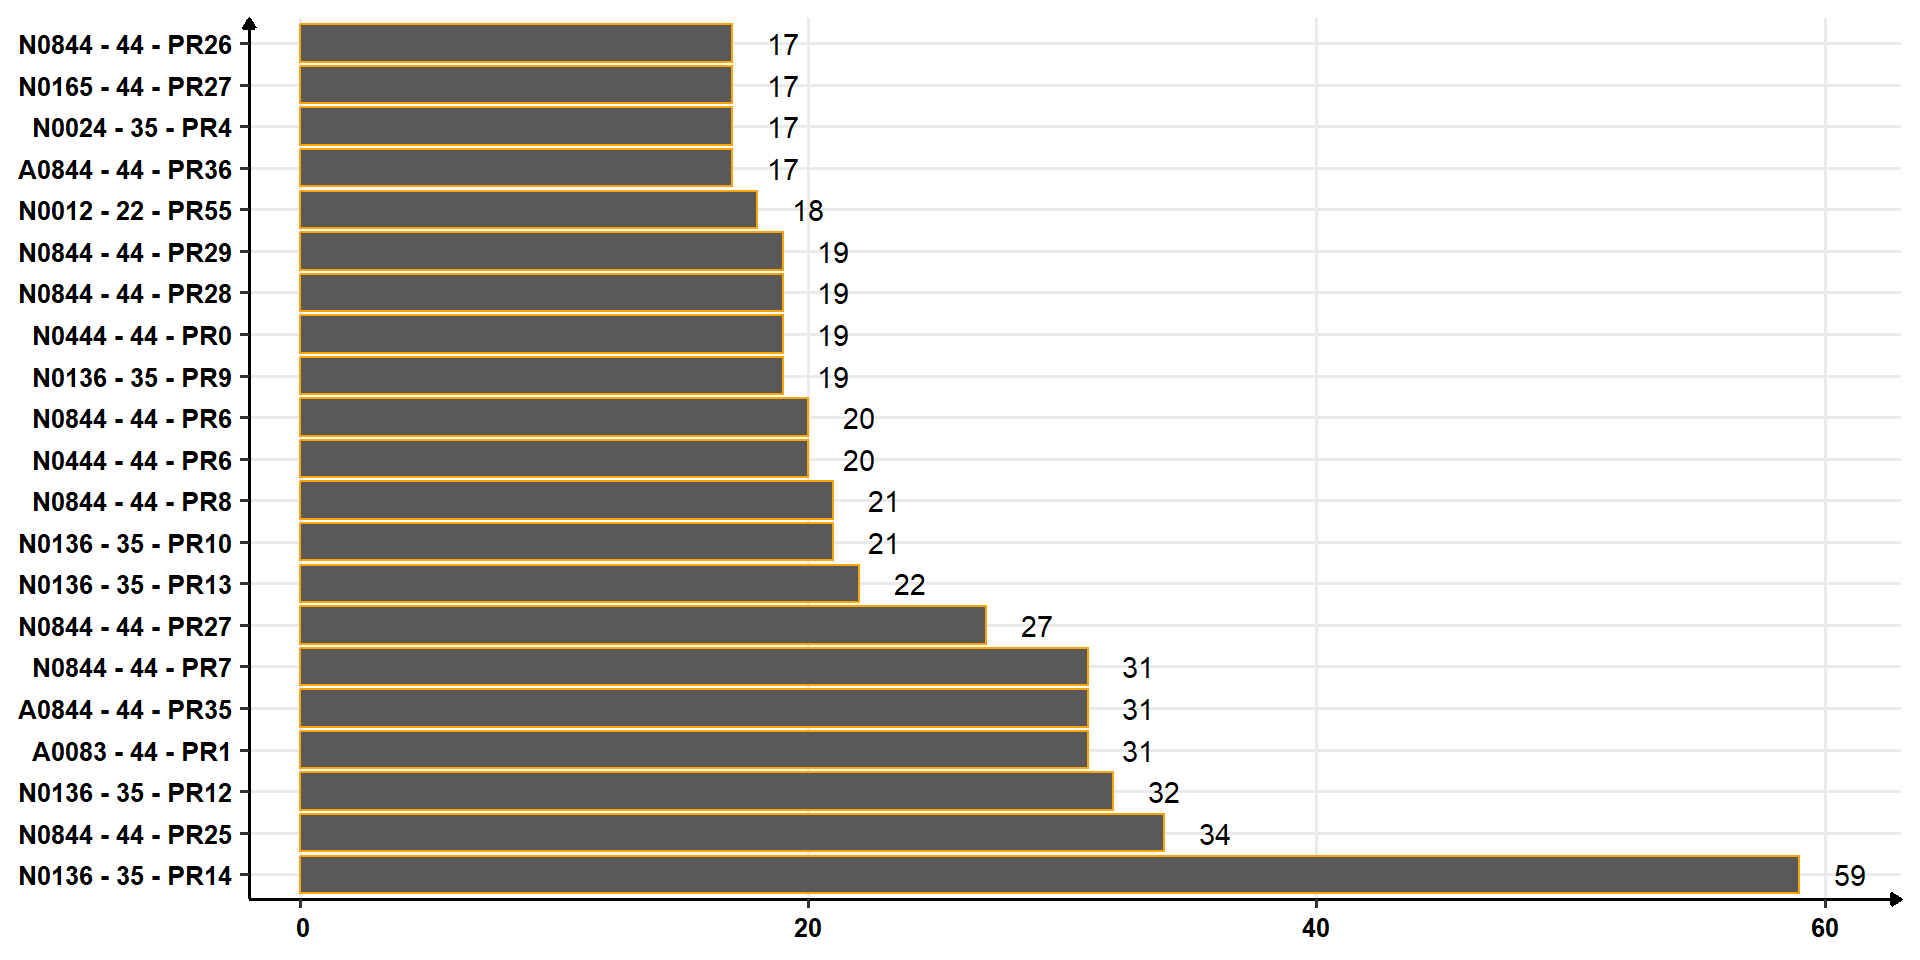 N0844 - 44 - PR26 17
N0165 - 44 - PR27 17
N0024 - 35 - PR4 17
A0844 - 44 - PR36 17
N0012 - 22 - PR55 18
N0844 - 44 - PR29 19
N0844 - 44 - PR28 19
N0444 - 44 - PR0 19
N0136 - 35 - PR9 19
N0844 - 44 - PR6 20
N0444 - 44 - PR6 20
N0844 - 44 - PR8 21
N0136 - 35 - PR10 21
N0136 - 35 - PR13 22
N0844 - 44 - PR27 27
N0844 - 44 - PR7 31
A0844 - 44 - PR35 31
A0083 - 44 - PR1 31
N0136 - 35 - PR12 32
N0844 - 44 - PR25 34
N0136 - 35 - PR14 59
0 20 40 60